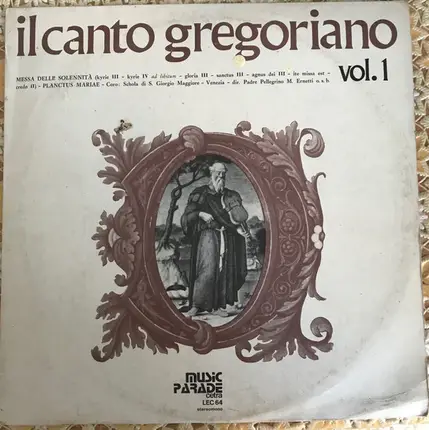 il canto gregoriano
vol. 1
MESSA DELLE SOLENNITÀ (kyrie III - kyrie IV ad libitum - gloria III - sanctus III - agnus dei III - ite missa est -
credo II) - PLANCTUS MARIAE - Coro: Schola di S. Giorgio Maggiore - Venezia - dir. Padre Pellegrino M. Ernetti o.s.b
MUSIC
PARADE
cetra
LEC 64